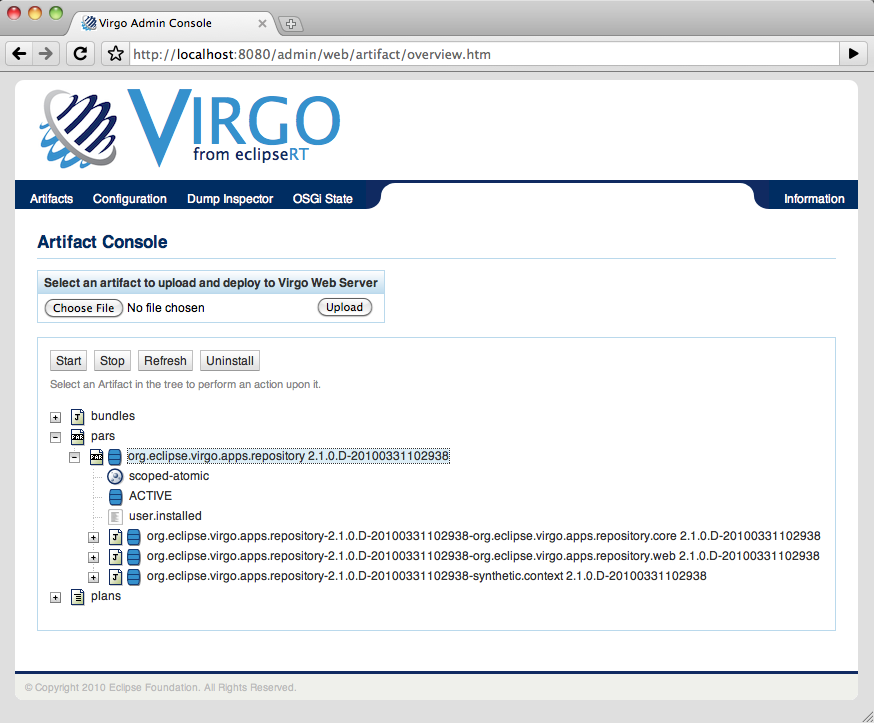 Virgo Admin Console
http://localhost:8080/admin/web/artifact/overview.htm
VIRGO
from eclipseRT
Artifacts Configuration Dump Inspector OSGi State Information
Artifact Console
Select an artifact to upload and deploy to Virgo Web Server
Choose File No file chosen Upload
Start Stop Refresh Uninstall
Select an Artifact in the tree to perform an action upon it.
bundles
pars
org.eclipse.virgo.apps.repository 2.1.0.D-20100331102938
scoped-atomic
ACTIVE
user.installed
org.eclipse.virgo.apps.repository-2.1.0.D-20100331102938-org.eclipse.virgo.apps.repository.core 2.1.0.D-20100331102938
org.eclipse.virgo.apps.repository-2.1.0.D-20100331102938-org.eclipse.virgo.apps.repository.web 2.1.0.D-20100331102938
org.eclipse.virgo.apps.repository-2.1.0.D-20100331102938-synthetic.context 2.1.0.D-20100331102938
plans
© Copyright 2010 Eclipse Foundation. All Rights Reserved.